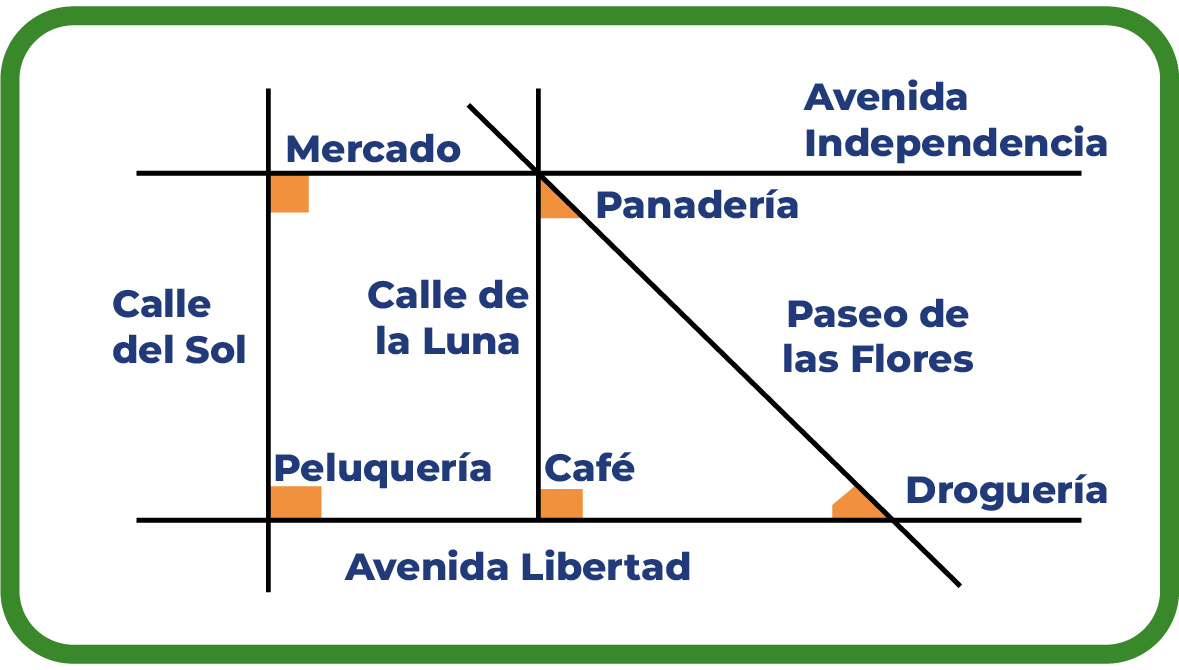 Avenida
Independencia
Mercado
Panadería
Calle
del Sol
Calle de
la Luna
Paseo de
las Flores
Peluquería
Café
Droguería
Avenida Libertad